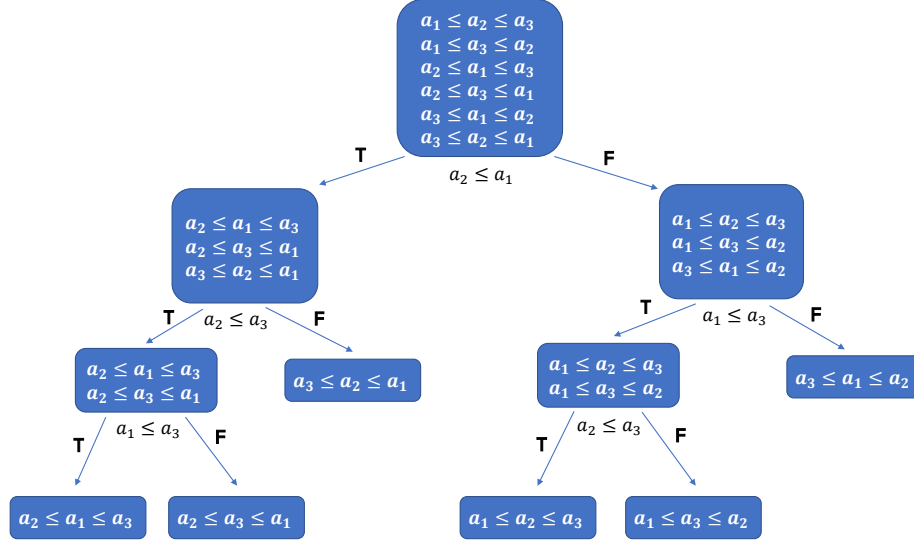 a₁ ≤ a₂ ≤ a₃
a₁ ≤ a₃ ≤ a₂
a₂ ≤ a₁ ≤ a₃
a₂ ≤ a₃ ≤ a₁
a₃ ≤ a₁ ≤ a₂
a₃ ≤ a₂ ≤ a₁
T
a₂ ≤ a₁
F
a₂ ≤ a₁ ≤ a₃
a₂ ≤ a₃ ≤ a₁
a₃ ≤ a₂ ≤ a₁
a₁ ≤ a₂ ≤ a₃
a₁ ≤ a₃ ≤ a₂
a₃ ≤ a₁ ≤ a₂
T
a₂ ≤ a₃
F
T
a₁ ≤ a₃
F
a₂ ≤ a₁ ≤ a₃
a₂ ≤ a₃ ≤ a₁
a₃ ≤ a₂ ≤ a₁
a₁ ≤ a₂ ≤ a₃
a₁ ≤ a₃ ≤ a₂
a₃ ≤ a₁ ≤ a₂
T
a₁ ≤ a₃
F
T
a₂ ≤ a₃
F
a₂ ≤ a₁ ≤ a₃
a₂ ≤ a₃ ≤ a₁
a₁ ≤ a₂ ≤ a₃
a₁ ≤ a₃ ≤ a₂